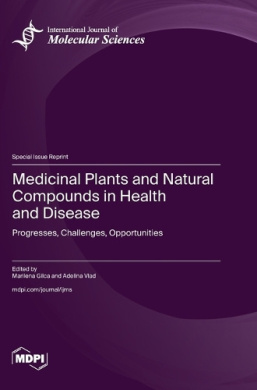 International Journal of
Molecular Sciences
Special Issue Reprint
Medicinal Plants and Natural
Compounds in Health
and Disease
Progresses, Challenges, Opportunities
Edited by
Marilena Gilca and Adelina Vlad
mdpi.com/journal/ijms
MDPI